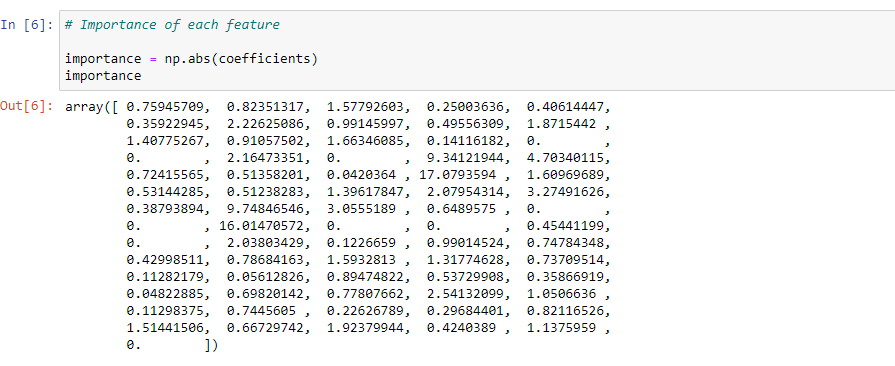 In [6]: # Importance of each feature
importance = np.abs(coefficients)
importance
Out[6]: array([ 0.75945709, 0.82351317, 1.57792603, 0.25003636, 0.40614447,
0.35922945, 2.22625086, 0.99145997, 0.49556309, 1.8715442 ,
1.40775267, 0.91057502, 1.66346085, 0.14116182, 0. ,
0. , 2.16473351, 0. , 9.34121944, 4.70340115,
0.72415565, 0.51358201, 0.0420364 , 17.0793594 , 1.60969689,
0.53144285, 0.51238283, 1.39617847, 2.07954314, 3.27491626,
0.38793894, 9.74846546, 3.0555189 , 0.6489575 , 0. ,
0. , 16.01470572, 0. , 0. , 0.45441199,
0. , 2.03803429, 0.1226659 , 0.99014524, 0.74784348,
0.42998511, 0.78684163, 1.5932813 , 1.31774628, 0.73709514,
0.11282179, 0.05612826, 0.89474822, 0.53729908, 0.35866919,
0.04822885, 0.69820142, 0.77807662, 2.54132099, 1.0506636 ,
0.11298375, 0.7445605 , 0.22626789, 0.29684401, 0.82116526,
1.51441506, 0.66729742, 1.92379944, 0.4240389 , 1.1375959 ,
0. ])